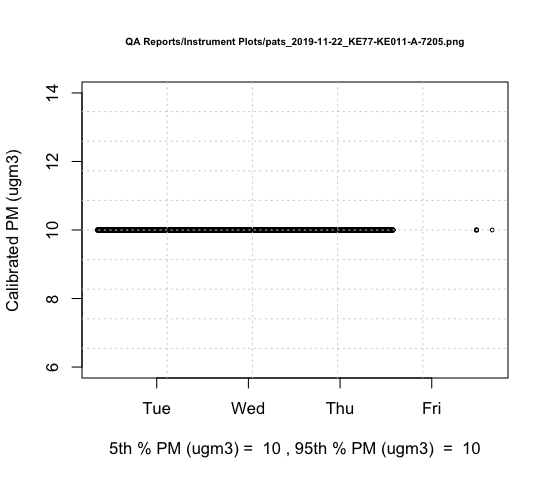 QA Reports/Instrument Plots/pats_2019-11-22_KE77-KE011-A-7205.png
Calibrated PM (ugm3)
14
12
10
8
6
Tue Wed Thu Fri
5th % PM (ugm3) = 10 , 95th % PM (ugm3) = 10